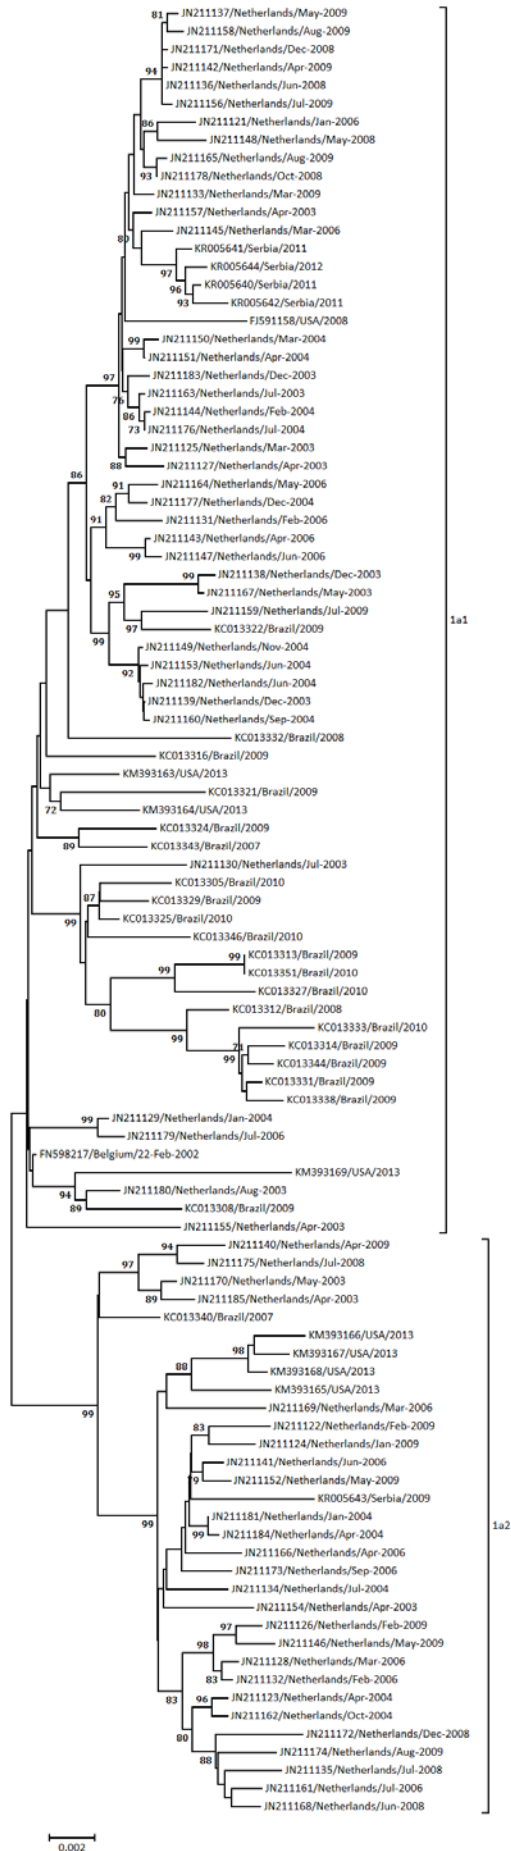 81
JN211137/Netherlands/May-2009
JN211158/Netherlands/Aug-2009
JN211171/Netherlands/Dec-2008
94
JN211142/Netherlands/Apr-2009
JN211136/Netherlands/Jun-2008
JN211156/Netherlands/Jul-2009
86
JN211121/Netherlands/Jan-2006
JN211148/Netherlands/May-2008
JN211165/Netherlands/Aug-2009
93
JN211178/Netherlands/Oct-2008
JN211133/Netherlands/Mar-2009
JN211157/Netherlands/Apr-2003
80
JN211145/Netherlands/Mar-2006
KR005641/Serbia/2011
97
KR005644/Serbia/2012
96
KR005640/Serbia/2011
93
KR005642/Serbia/2011
FJ591158/USA/2008
99
JN211150/Netherlands/Mar-2004
JN211151/Netherlands/Apr-2004
97
JN211183/Netherlands/Dec-2003
76
JN211163/Netherlands/Jul-2003
86
JN211144/Netherlands/Feb-2004
73
JN211176/Netherlands/Jul-2004
JN211125/Netherlands/Mar-2003
88
JN211127/Netherlands/Apr-2003
86
91
JN211164/Netherlands/May-2006
82
JN211177/Netherlands/Dec-2004
91
JN211131/Netherlands/Feb-2006
JN211143/Netherlands/Apr-2006
99
JN211147/Netherlands/Jun-2006
99
JN211138/Netherlands/Dec-2003
95
JN211167/Netherlands/May-2003
JN211159/Netherlands/Jul-2009
1a1
97
KC013322/Brazil/2009
99
JN211149/Netherlands/Nov-2004
JN211153/Netherlands/Jun-2004
92
JN211182/Netherlands/Jun-2004
JN211139/Netherlands/Dec-2003
JN211160/Netherlands/Sep-2004
KC013332/Brazil/2008
KC013316/Brazil/2009
KM393163/USA/2013
KC013321/Brazil/2009
72
KM393164/USA/2013
KC013324/Brazil/2009
89
KC013343/Brazil/2007
JN211130/Netherlands/Jul-2003
KC013305/Brazil/2010
87
KC013329/Brazil/2009
99
KC013325/Brazil/2010
KC013346/Brazil/2010
99
KC013313/Brazil/2009
99
KC013351/Brazil/2010
KC013327/Brazil/2010
80
KC013312/Brazil/2008
99
KC013333/Brazil/2010
71
KC013314/Brazil/2009
99
KC013344/Brazil/2009
KC013331/Brazil/2009
KC013338/Brazil/2009
99
JN211129/Netherlands/Jan-2004
JN211179/Netherlands/Jul-2006
FN598217/Belgium/22-Feb-2002
KM393169/USA/2013
94
JN211180/Netherlands/Aug-2003
89
KC013308/Brazil/2009
JN211155/Netherlands/Apr-2003
94
JN211140/Netherlands/Apr-2009
97
JN211175/Netherlands/Jul-2008
JN211170/Netherlands/May-2003
89
JN211185/Netherlands/Apr-2003
KC013340/Brazil/2007
KM393166/USA/2013
98
KM393167/USA/2013
88
KM393168/USA/2013
KM393165/USA/2013
99
JN211169/Netherlands/Mar-2006
83
JN211122/Netherlands/Feb-2009
JN211124/Netherlands/Jan-2009
JN211141/Netherlands/Jun-2006
79
JN211152/Netherlands/May-2009
KR005643/Serbia/2009
99
JN211181/Netherlands/Jan-2004
1a2
99
JN211184/Netherlands/Apr-2004
JN211166/Netherlands/Apr-2006
JN211173/Netherlands/Sep-2006
JN211134/Netherlands/Jul-2004
JN211154/Netherlands/Apr-2003
97
JN211126/Netherlands/Feb-2009
98
JN211146/Netherlands/May-2009
JN211128/Netherlands/Mar-2006
83
JN211132/Netherlands/Feb-2006
83
96
JN211123/Netherlands/Apr-2004
JN211162/Netherlands/Oct-2004
80
JN211172/Netherlands/Dec-2008
88
JN211174/Netherlands/Aug-2009
JN211135/Netherlands/Jul-2008
JN211161/Netherlands/Jul-2006
JN211168/Netherlands/Jun-2008
0.002